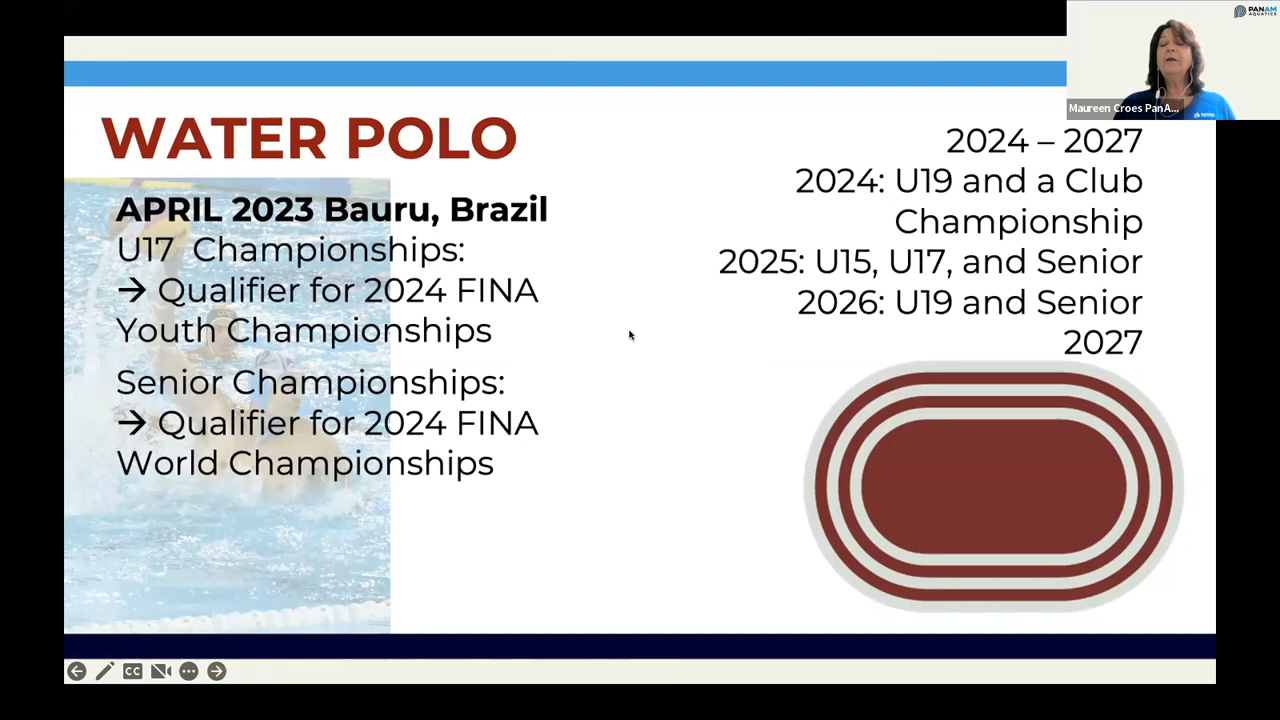 PANAM
AQUATICS
Maureen Croes PanA...
WATER POLO
APRIL 2023 Bauru, Brazil
U17 Championships:
→ Qualifier for 2024 FINA
Youth Championships
Senior Championships:
→ Qualifier for 2024 FINA
World Championships
2024 – 2027
2024: U19 and a Club
Championship
2025: U15, U17, and Senior
2026: U19 and Senior
2027
CC